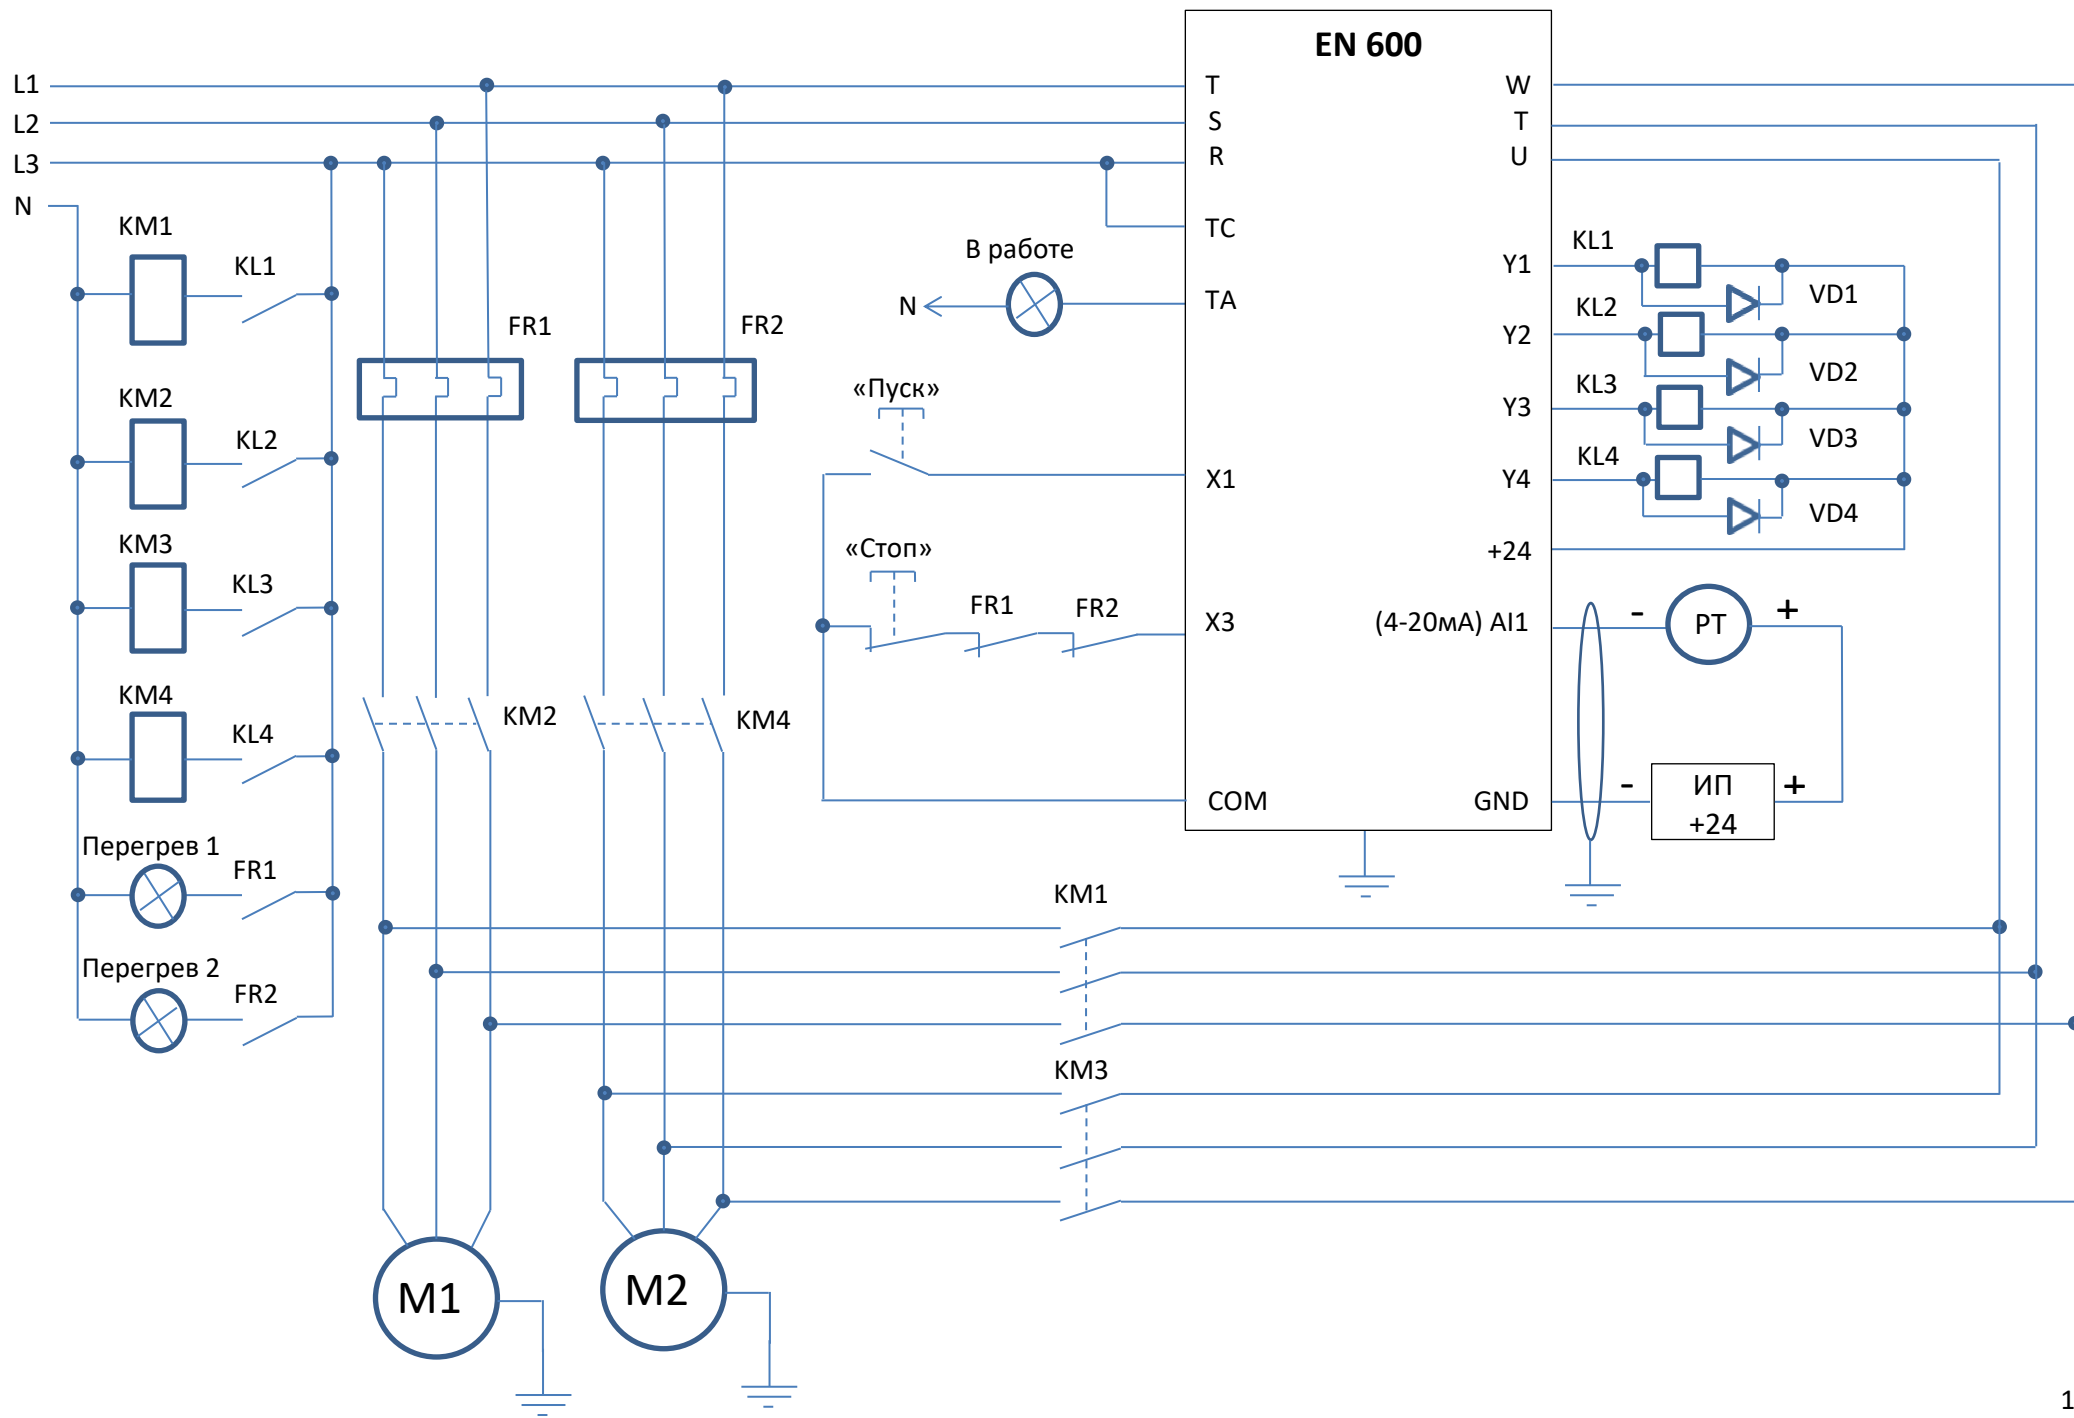 EN 600
L1
L2
L3
N
T
S
R
TC
TA
X1
X3
COM
W
T
U
Y1
Y2
Y3
Y4
+24
(4-20мА) AI1
GND
KM1
KL1
KM2
KL2
KM3
KL3
KM4
KL4
Перегрев 1
FR1
Перегрев 2
FR2
FR1
FR2
KM2
KM4
В работе
N
«Пуск»
«Стоп»
FR1
FR2
KL1
VD1
KL2
VD2
KL3
VD3
KL4
VD4
- PT +
- ИП +
+24
KM1
KM3
M1
M2
1